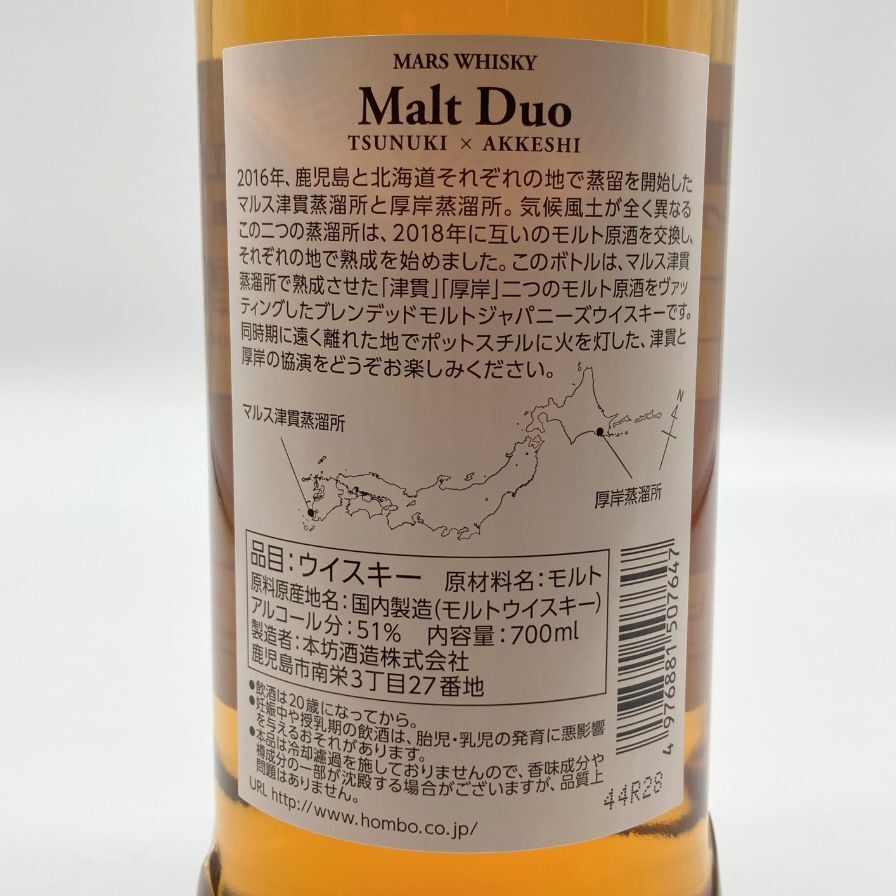 MARS WHISKY
Malt Duo
TSUNUKI × AKKESHI
2016年、鹿児島と北海道それぞれの地で蒸留を開始した
マルス津貫蒸溜所と厚岸蒸溜所。気候風土が全く異なる
この二つの蒸溜所は、2018年に互いのモルト原酒を交換し、
それぞれの地で熟成を始めました。このボトルは、マルス津貫
蒸溜所で熟成させた「津貫」「厚岸」二つのモルト原酒をヴァッ
ティングしたブレンデッドモルトジャパニーズウイスキーです。
同時期に遠く離れた地でポットスチルに火を灯した、津貫と
厚岸の協演をどうぞお楽しみください。
N
マルス津貫蒸溜所
厚岸蒸溜所
品目：ウイスキー 原材料名：モルト
原料原産地名：国内製造(モルトウイスキー)
アルコール分：51% 内容量：700ml
製造者：本坊酒造株式会社
鹿児島市南栄3丁目27番地
●飲酒は20歳になってから。
●妊娠中や授乳期の飲酒は、胎児・乳児の発育に悪影響
を与えるおそれがあります。
●本品は冷却濾過を施しておりませんので、香味成分や
樽成分の一部が沈殿する場合がございますが、品質上
問題はありません。
URL http://www.hombo.co.jp/
4 976881 507647
44R28